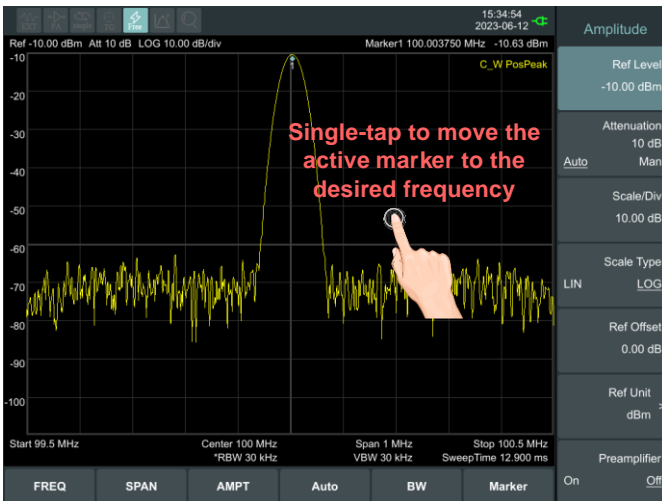 15:34:54
2023-06-12
Amplitude
Free
Ref -10.00 dBm Att 10 dB LOG 10.00 dB/div Marker1 100.003750 MHz -10.63 dBm
C_W PosPeak
1
-10
-20
-30
-40
-50
-60
-70
-80
-90
-100
Single-tap to move the
active marker to the
desired frequency
Start 99.5 MHz Center 100 MHz Span 1 MHz Stop 100.5 MHz
*RBW 30 kHz VBW 30 kHz SweepTime 12.900 ms
FREQ SPAN AMPT Auto BW Marker
Ref Level
-10.00 dBm
Attenuation
10 dB
Auto Man
Scale/Div
10.00 dB
Scale Type
LIN LOG
Ref Offset
0.00 dB
Ref Unit
dBm >
Preamplifier
On Off